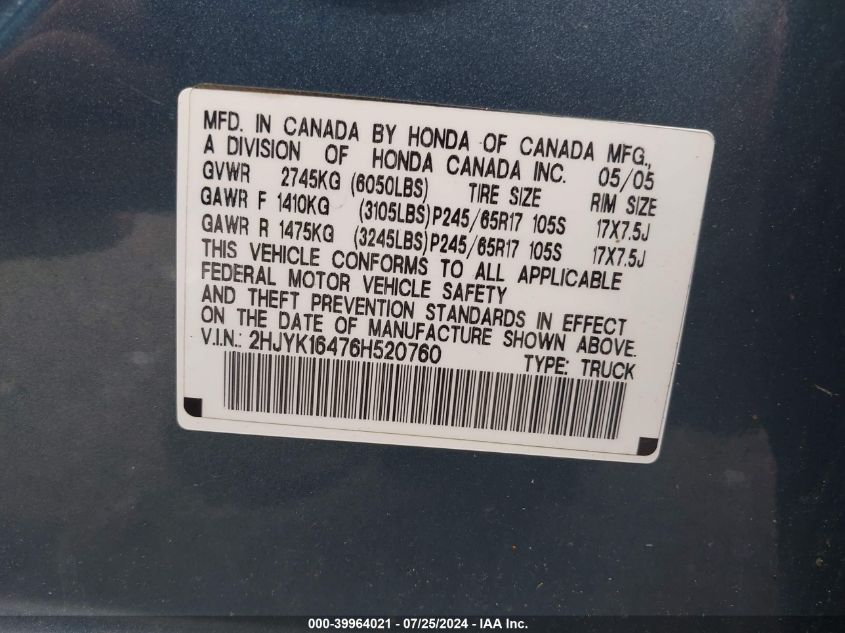 MFD. IN CANADA BY HONDA OF CANADA MFG.,
A DIVISION OF HONDA CANADA INC. 05/05
GVWR 2745KG (6050LBS) TIRE SIZE RIM SIZE
GAWR F 1410KG (3105LBS) P245/65R17 105S 17X7.5J
GAWR R 1475KG (3245LBS) P245/65R17 105S 17X7.5J
THIS VEHICLE CONFORMS TO ALL APPLICABLE
FEDERAL MOTOR VEHICLE SAFETY
AND THEFT PREVENTION STANDARDS IN EFFECT
ON THE DATE OF MANUFACTURE SHOWN ABOVE.
V.I.N.: 2HJYK16476H520760 TYPE: TRUCK
000-39964021 - 07/25/2024 - IAA Inc.